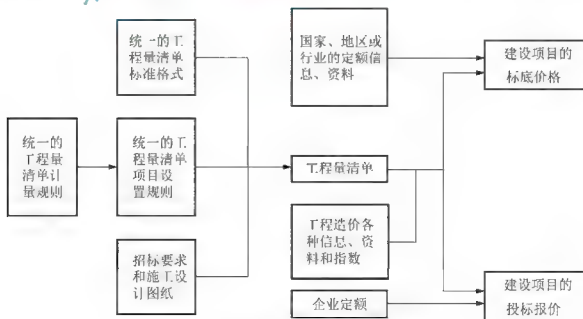 统一的工
程量清单
标准格式
国家、地区或
行业的定额信
息、资料
建设项目的
标底价格
统一的
工程量
清单计
量规则
统一的工
程量清单
项目设
置规则
工程量清单
工程造价各
种信息、资
料和指数
招标要求
和施工设
计图纸
企业定额
建设项目的
投标报价